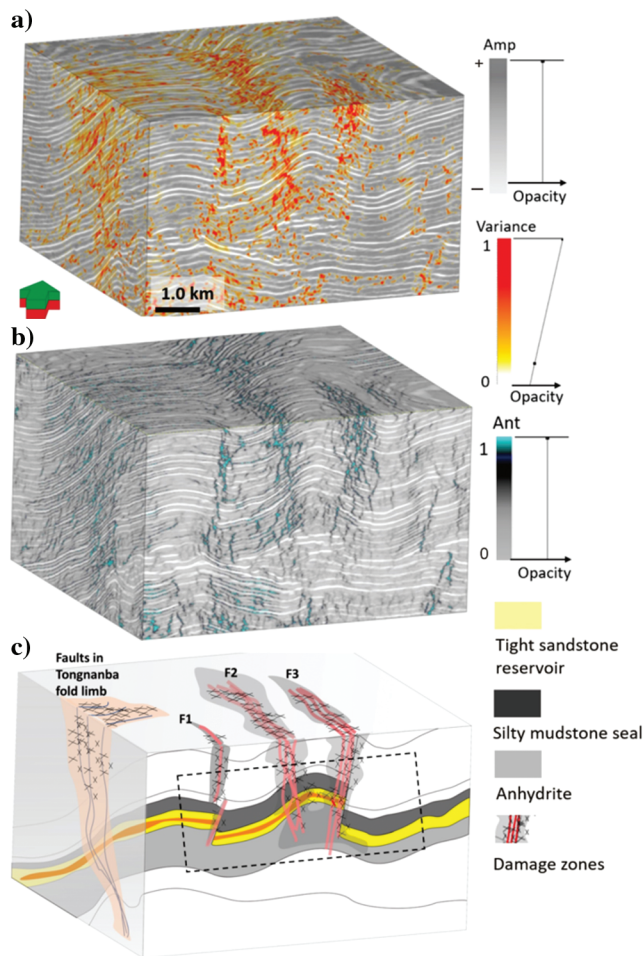 a)
Amp
+
−
Opacity
Variance
1
0
Opacity
1.0 km
b)
Ant
1
0
Opacity
c)
Faults in
Tongnanba
fold limb
F1
F2
F3
Tight sandstone
reservoir
Silty mudstone seal
Anhydrite
Damage zones